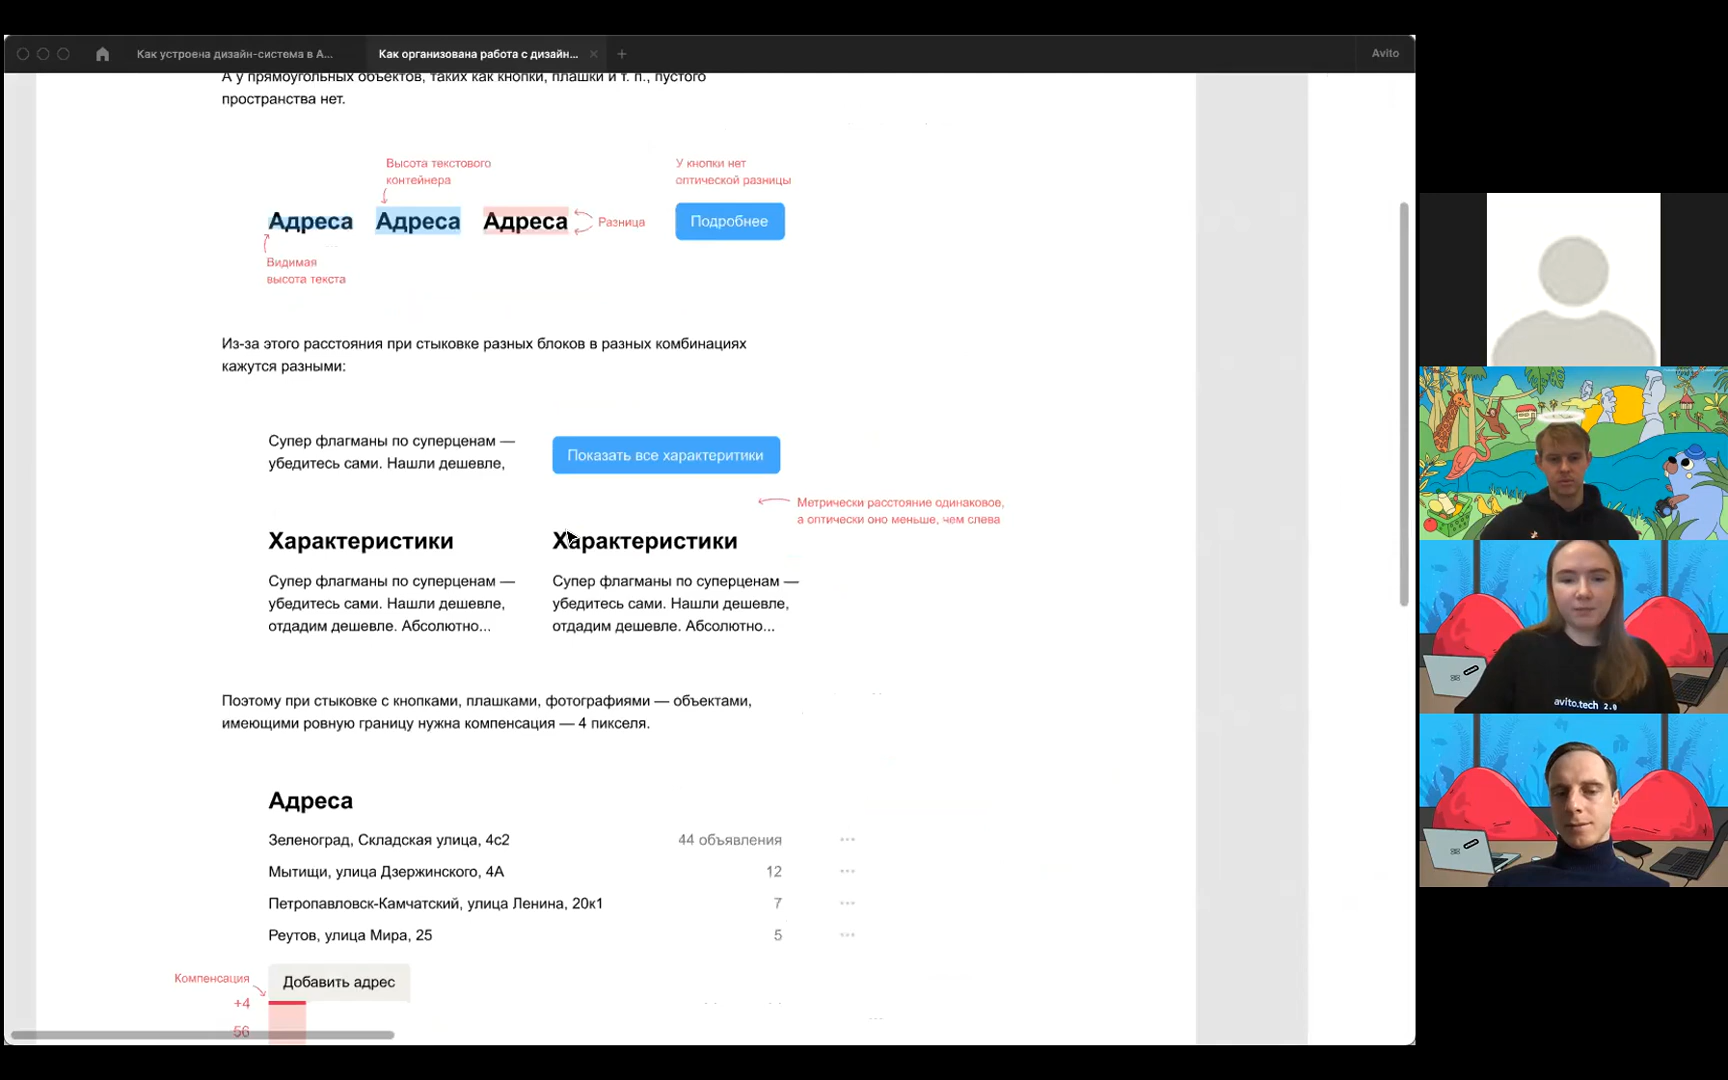 Как устроена дизайн-система в А...
Как организована работа с дизайн...
Avito
А у прямоугольных объектов, таких как кнопки, плашки и т. п., пустого
пространства нет.
Высота текстового
контейнера
У кнопки нет
оптической разницы
Адреса
Адреса
Адреса
Разница
Подробнее
Видимая
высота текста
Из-за этого расстояния при стыковке разных блоков в разных комбинациях
кажутся разными:
Супер флагманы по суперценам —
убедитесь сами. Нашли дешевле,
Показать все характеритики
Метрически расстояние одинаковое,
а оптически оно меньше, чем слева
Характеристики
Супер флагманы по суперценам —
убедитесь сами. Нашли дешевле,
отдадим дешевле. Абсолютно...
Характеристики
Супер флагманы по суперценам —
убедитесь сами. Нашли дешевле,
отдадим дешевле. Абсолютно...
Поэтому при стыковке с кнопками, плашками, фотографиями — объектами,
имеющими ровную границу нужна компенсация — 4 пикселя.
Адреса
Зеленоград, Складская улица, 4с2 44 объявления
Мытищи, улица Дзержинского, 4А 12
Петропавловск-Камчатский, улица Ленина, 20к1 7
Реутов, улица Мира, 25 5
Компенсация
Добавить адрес
+4
56
avito.tech 2.0